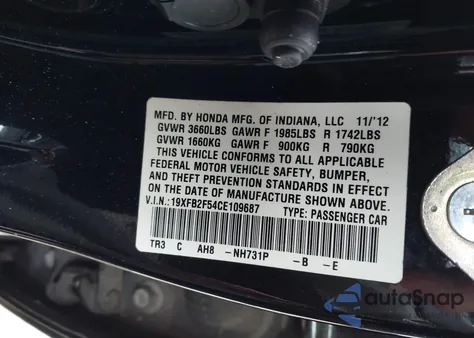 MFD. BY HONDA MFG. OF INDIANA, LLC 11/'12
GVWR 3660LBS GAWR F 1985LBS R 1742LBS
GVWR 1660KG GAWR F 900KG R 790KG
THIS VEHICLE CONFORMS TO ALL APPLICABLE
FEDERAL MOTOR VEHICLE SAFETY, BUMPER,
AND THEFT PREVENTION STANDARDS IN EFFECT
ON THE DATE OF MANUFACTURE SHOWN ABOVE.
V.I.N.: 19XFB2F54CE109687 TYPE: PASSENGER CAR
TR3 C AH8 -NH731P -B -E
autoSnap